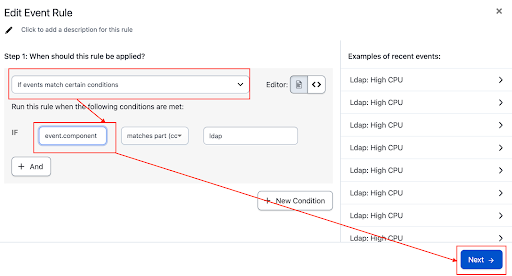 Edit Event Rule
Click to add a description for this rule
Step 1: When should this rule be applied?
If events match certain conditions
Editor:
Run this rule when the following conditions are met:
IF event.component matches part (cc ldap
+ And
+ New Condition
Examples of recent events:
Ldap: High CPU
Ldap: High CPU
Ldap: High CPU
Ldap: High CPU
Ldap: High CPU
Ldap: High CPU
Ldap: High CPU
Ldap: High CPU
Next →